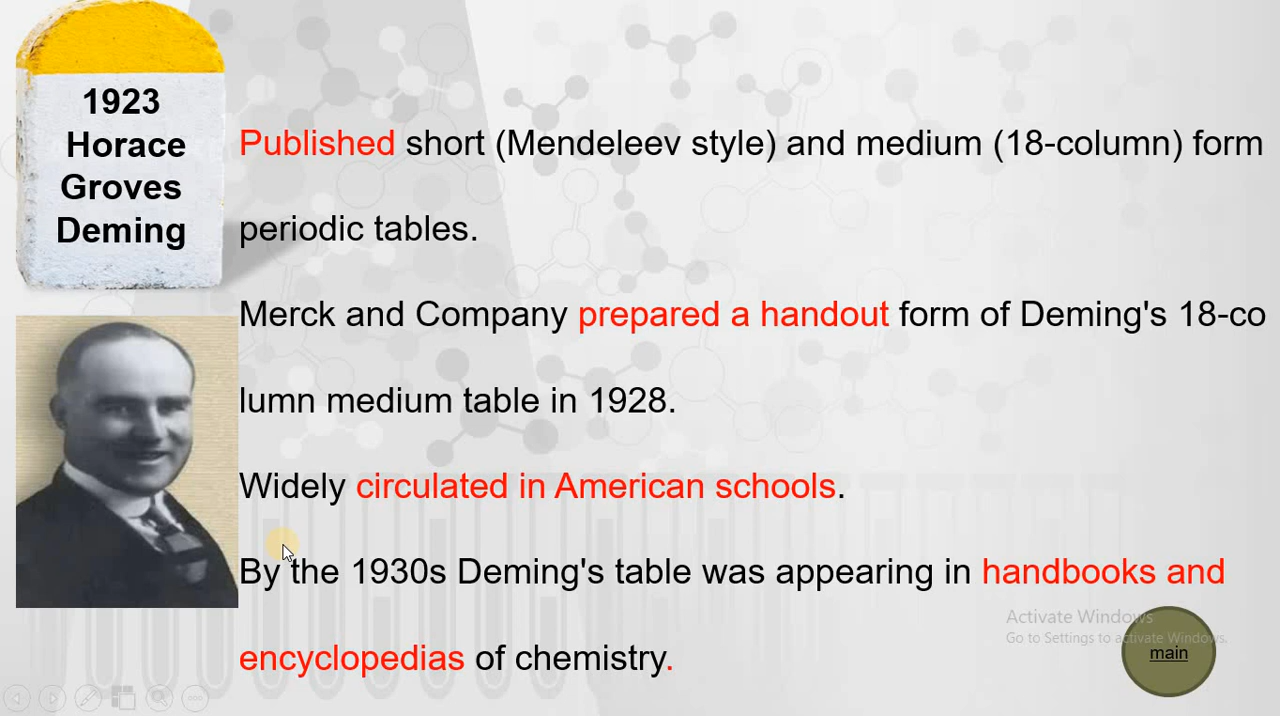 1923
Horace
Groves
Deming
Published short (Mendeleev style) and medium (18-column) form
periodic tables.
Merck and Company prepared a handout form of Deming's 18-co
lumn medium table in 1928.
Widely circulated in American schools.
By the 1930s Deming's table was appearing in handbooks and
encyclopedias of chemistry.
Activate Windows
Go to Settings to activate Windows.
main